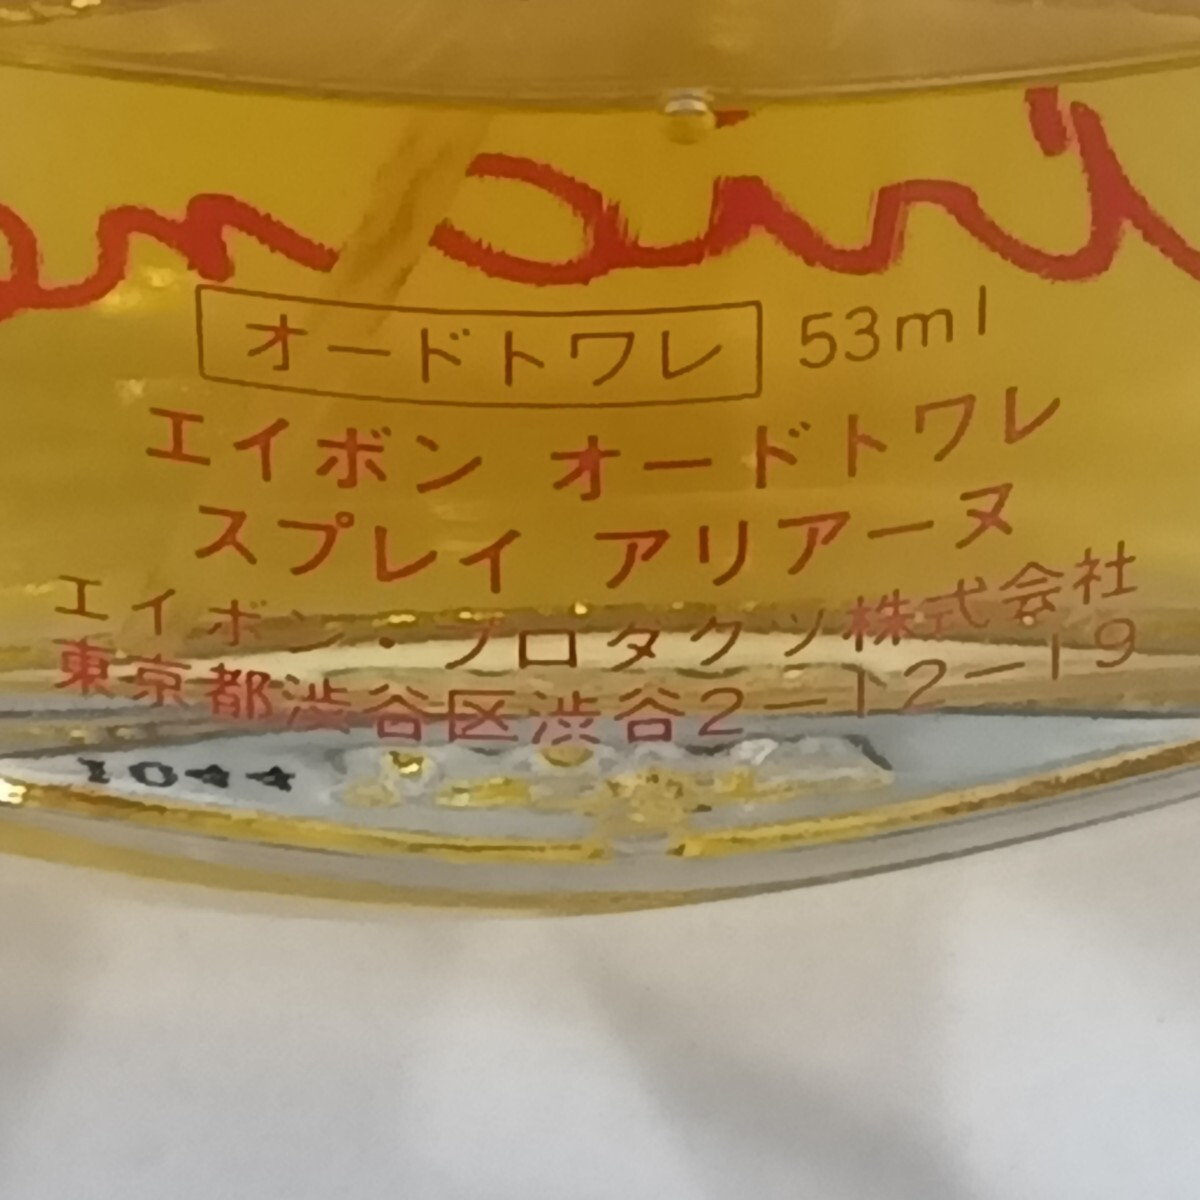 オードトワレ 53ml
エイボン オードトワレ
スプレイ アリアーヌ
エイボン・プロダクツ株式会社
東京都渋谷区渋谷2-12-19
1044